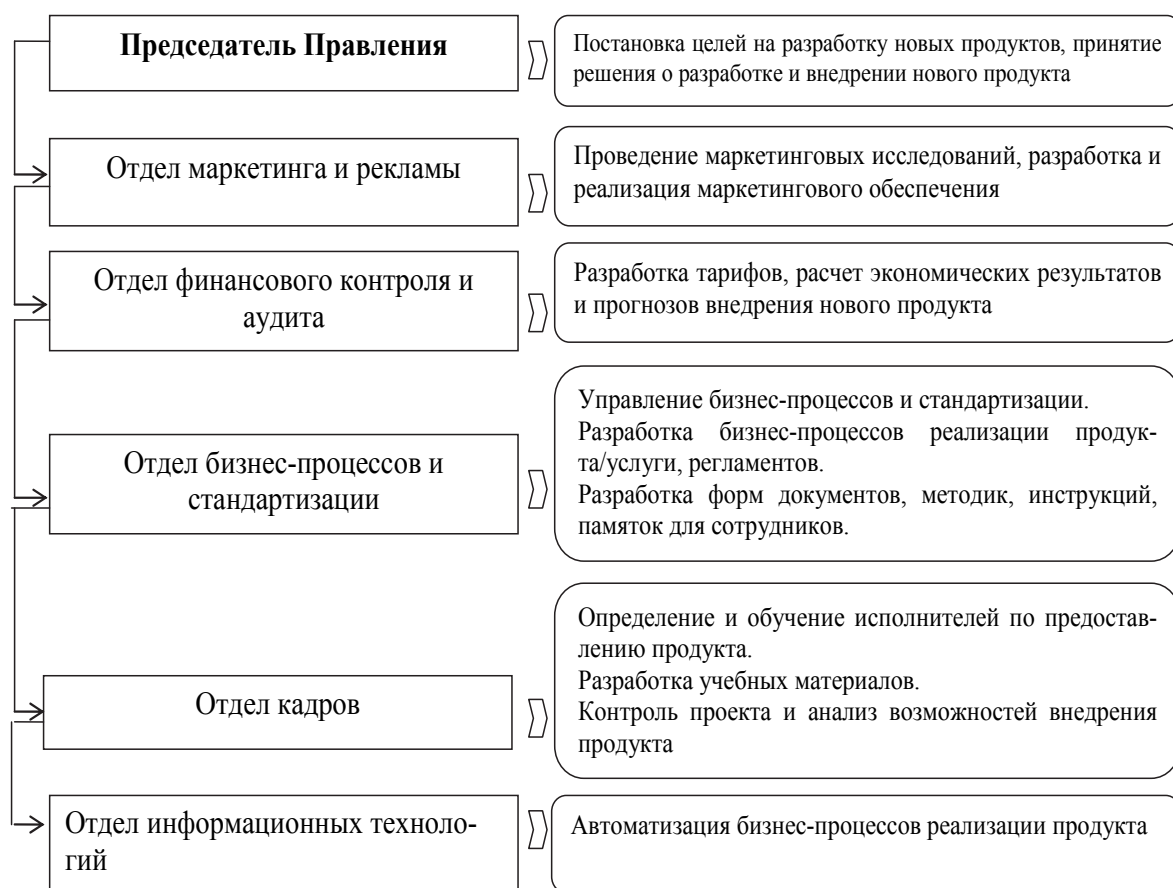 Председатель Правления
Постановка целей на разработку новых продуктов, принятие
решения о разработке и внедрении нового продукта
Отдел маркетинга и рекламы
Проведение маркетинговых исследований, разработка и
реализация маркетингового обеспечения
Отдел финансового контроля и
аудита
Разработка тарифов, расчет экономических результатов
и прогнозов внедрения нового продукта
Отдел бизнес-процессов и
стандартизации
Управление бизнес-процессов и стандартизации.
Разработка бизнес-процессов реализации продук-
та/услуги, регламентов.
Разработка форм документов, методик, инструкций,
памяток для сотрудников.
Отдел кадров
Определение и обучение исполнителей по предостав-
лению продукта.
Разработка учебных материалов.
Контроль проекта и анализ возможностей внедрения
продукта
Отдел информационных техноло-
гий
Автоматизация бизнес-процессов реализации продукта